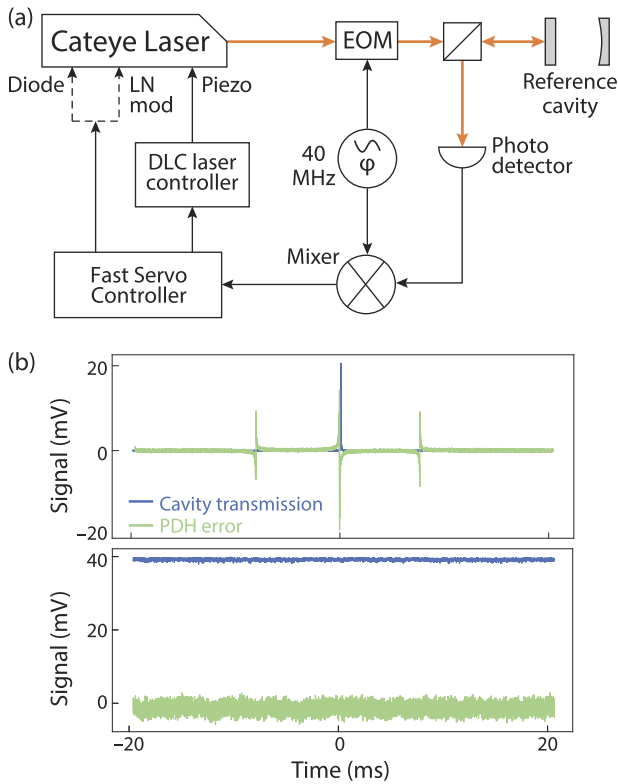 (a)
Cateye Laser
EOM
Diode
LN
mod
Piezo
Reference
cavity
DLC laser
controller
40
MHz
φ
Photo
detector
Mixer
Fast Servo
Controller
(b)
20
0
−20
Signal (mV)
Cavity transmission
PDH error
40
20
0
Signal (mV)
−20
0
20
Time (ms)